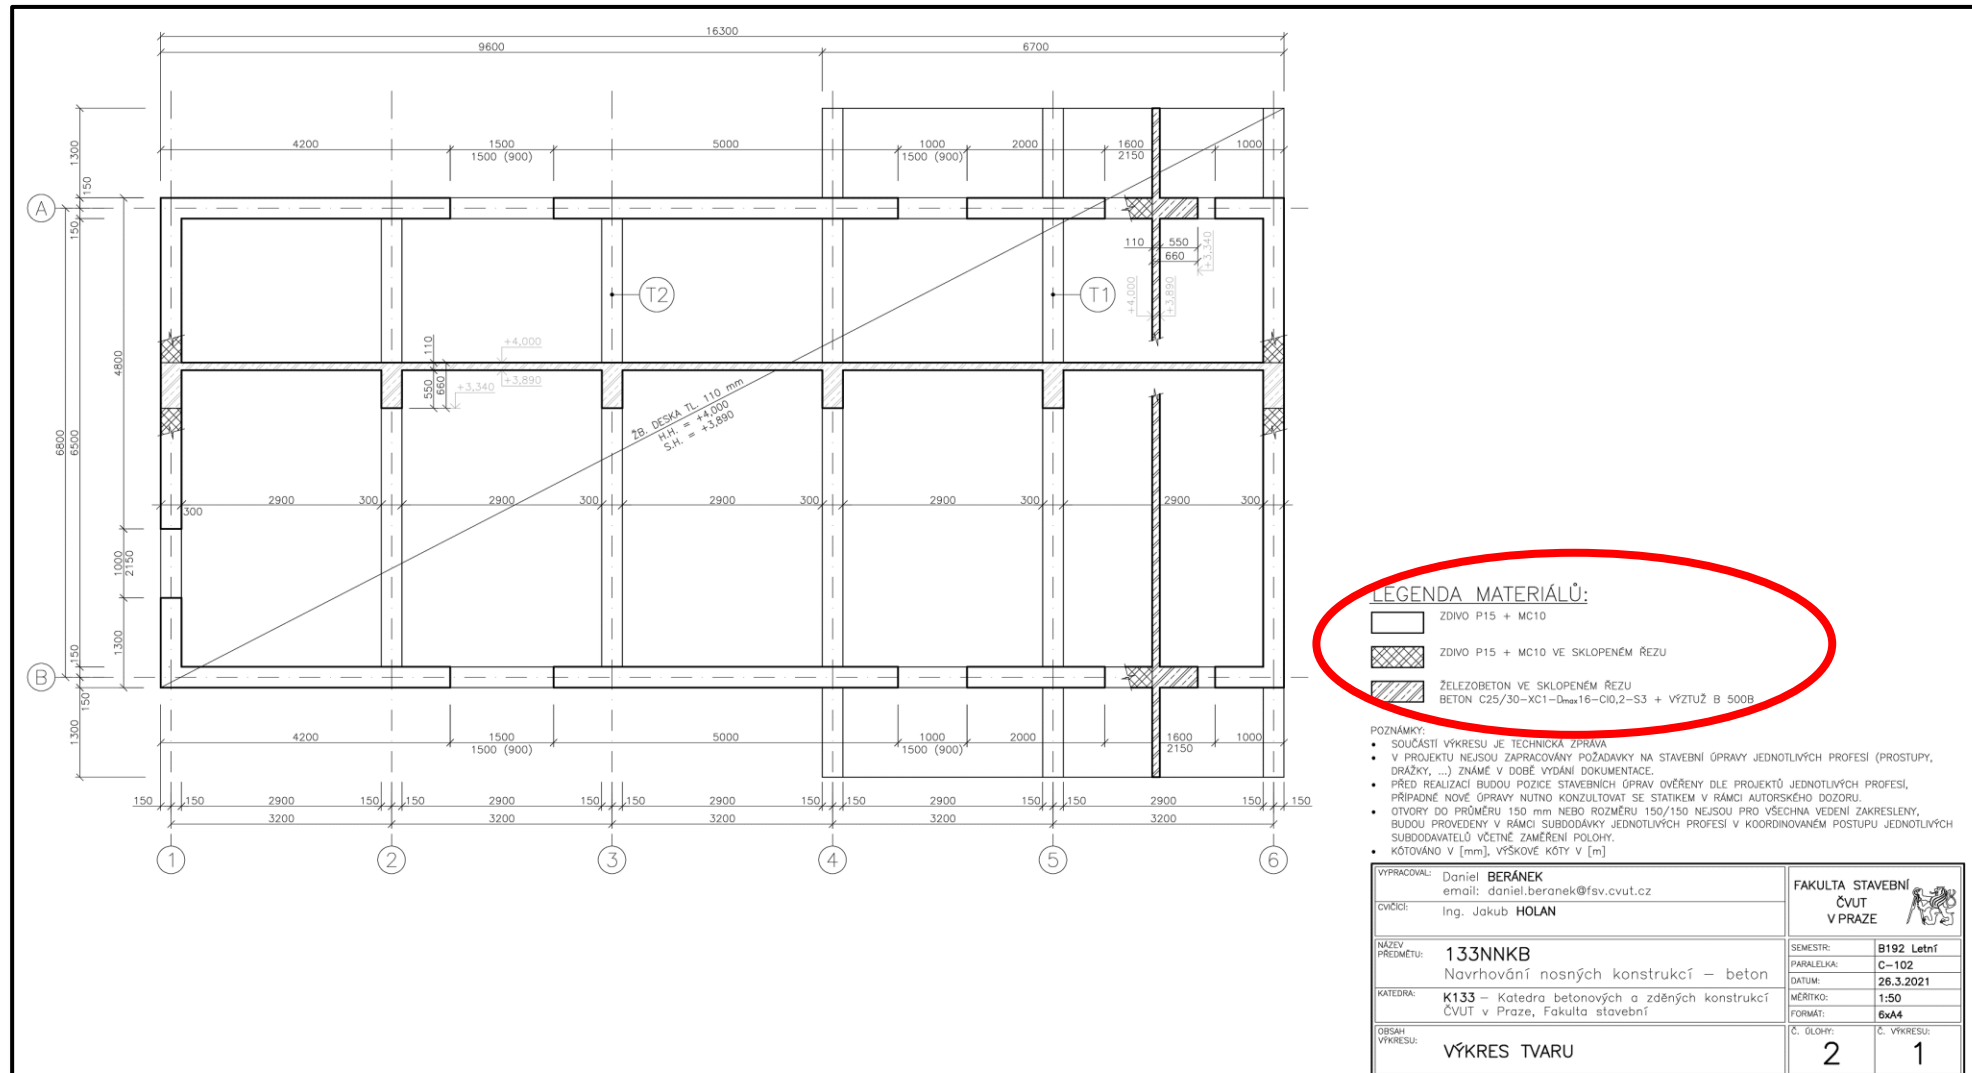 16300
9600 6700
4200 1500 5000 1000 2000 1600 1000
1500 (900) 1500 (900) 2150
1300
150
A
150
110 550
660
+3,340
T2 T1
+4,000 +3,890
4800
110
+4,000
550 660
+3,890
+3,340
ŽB. DESKA TL. 110 mm
H.H. = +4,000
S.H. = +3,890
6800 6500
2900 300 2900 300 2900 300 2900 300 2900 300
300
1000
2150
1300
150
B
150
1300
4200 1500 5000 1000 2000 1600 1000
1500 (900) 1500 (900) 2150
150 150 2900 150 150 2900 150 150 2900 150 150 2900 150 150 2900 150 150
3200 3200 3200 3200 3200
1 2 3 4 5 6
LEGENDA MATERIÁLŮ:
ZDIVO P15 + MC10
ZDIVO P15 + MC10 VE SKLOPENÉM ŘEZU
ŽELEZOBETON VE SKLOPENÉM ŘEZU
BETON C25/30-XC1-Dmax16-Cl0,2-S3 + VÝZTUŽ B 500B
POZNÁMKY:
• SOUČÁSTÍ VÝKRESU JE TECHNICKÁ ZPRÁVA
• V PROJEKTU NEJSOU ZAPRACOVÁNY POŽADAVKY NA STAVEBNÍ ÚPRAVY JEDNOTLIVÝCH PROFESÍ (PROSTUPY,
DRÁŽKY, ...) ZNÁMÉ V DOBĚ VYDÁNÍ DOKUMENTACE.
• PŘED REALIZACÍ BUDOU POZICE STAVEBNÍCH ÚPRAV OVĚŘENY DLE PROJEKTŮ JEDNOTLIVÝCH PROFESÍ,
PŘÍPADNÉ NOVÉ ÚPRAVY NUTNO KONZULTOVAT SE STATIKEM V RÁMCI AUTORSKÉHO DOZORU.
• OTVORY DO PRŮMĚRU 150 mm NEBO ROZMĚRU 150/150 NEJSOU PRO VŠECHNA VEDENÍ ZAKRESLENY,
BUDOU PROVEDENY V RÁMCI SUBDODÁVKY JEDNOTLIVÝCH PROFESÍ V KOORDINOVANÉM POSTUPU JEDNOTLIVÝCH
SUBDODAVATELŮ VČETNĚ ZAMĚŘENÍ POLOHY.
• KÓTOVÁNO V [mm], VÝŠKOVÉ KÓTY V [m]
VYPRACOVAL: Daniel BERÁNEK
email: daniel.beranek@fsv.cvut.cz
CVIČÍCÍ: Ing. Jakub HOLAN
FAKULTA STAVEBNÍ
ČVUT
V PRAZE
NÁZEV PŘEDMĚTU: 133NNKB
Navrhování nosných konstrukcí – beton
KATEDRA: K133 – Katedra betonových a zděných konstrukcí
ČVUT v Praze, Fakulta stavební
SEMESTR: B192 Letní
PARALELKA: C-102
DATUM: 26.3.2021
MĚŘÍTKO: 1:50
FORMÁT: 6xA4
OBSAH VÝKRESU: VÝKRES TVARU
Č. ÚLOHY: 2
Č. VÝKRESU: 1